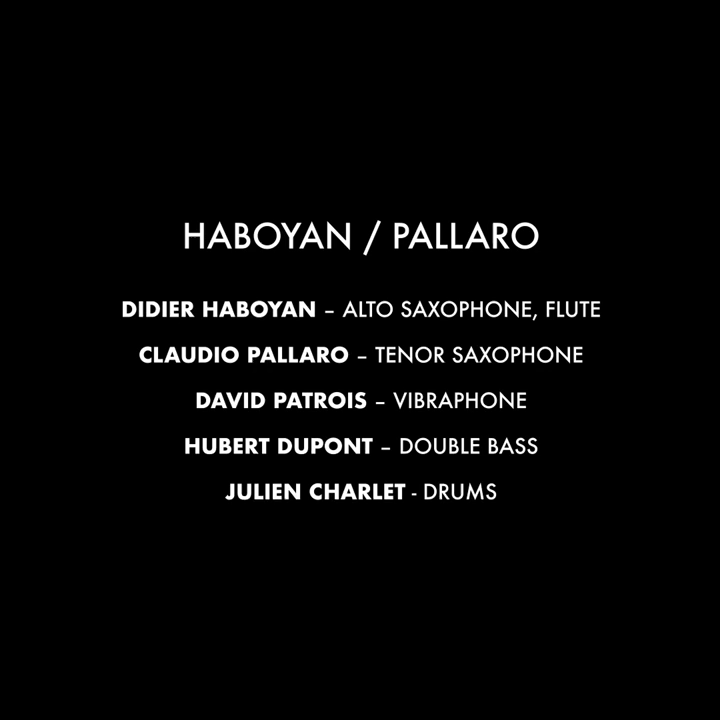 HABOYAN / PALLARO
DIDIER HABOYAN – ALTO SAXOPHONE, FLUTE
CLAUDIO PALLARO – TENOR SAXOPHONE
DAVID PATROIS – VIBRAPHONE
HUBERT DUPONT – DOUBLE BASS
JULIEN CHARLET - DRUMS